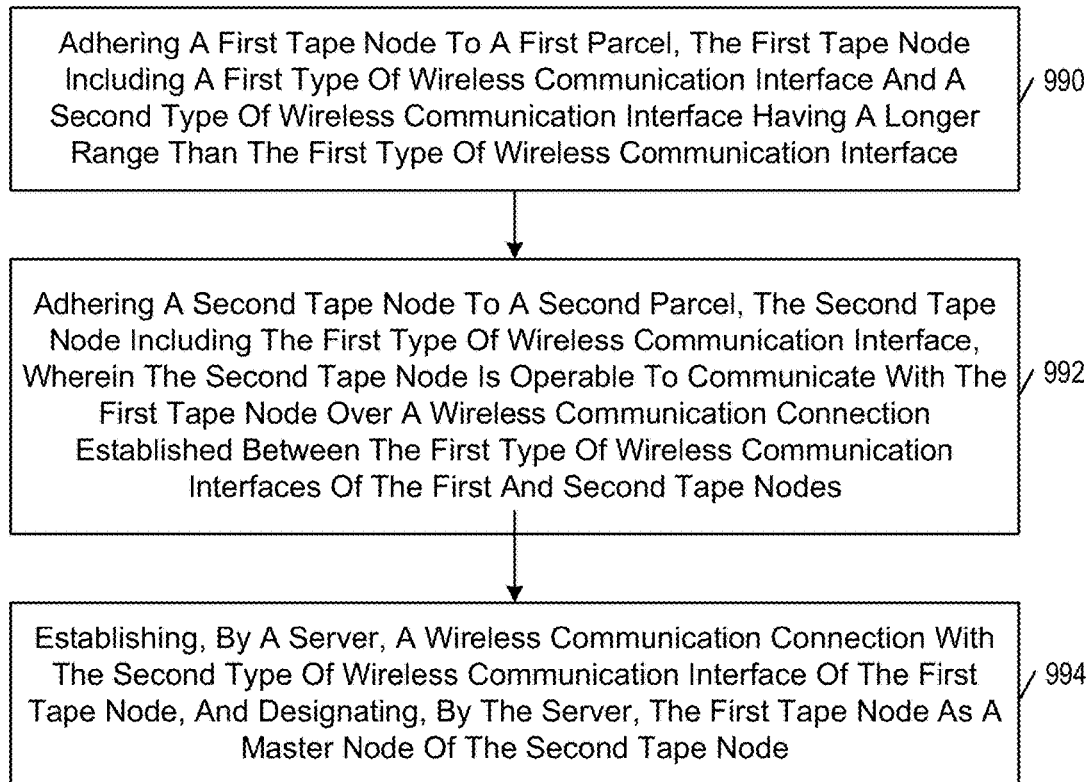 Adhering A First Tape Node To A First Parcel, The First Tape Node
Including A First Type Of Wireless Communication Interface And A
Second Type Of Wireless Communication Interface Having A Longer
Range Than The First Type Of Wireless Communication Interface
990
Adhering A Second Tape Node To A Second Parcel, The Second Tape
Node Including The First Type Of Wireless Communication Interface,
Wherein The Second Tape Node Is Operable To Communicate With The
First Tape Node Over A Wireless Communication Connection
Established Between The First Type Of Wireless Communication
Interfaces Of The First And Second Tape Nodes
992
Establishing, By A Server, A Wireless Communication Connection With
The Second Type Of Wireless Communication Interface Of The First
Tape Node, And Designating, By The Server, The First Tape Node As A
Master Node Of The Second Tape Node
994